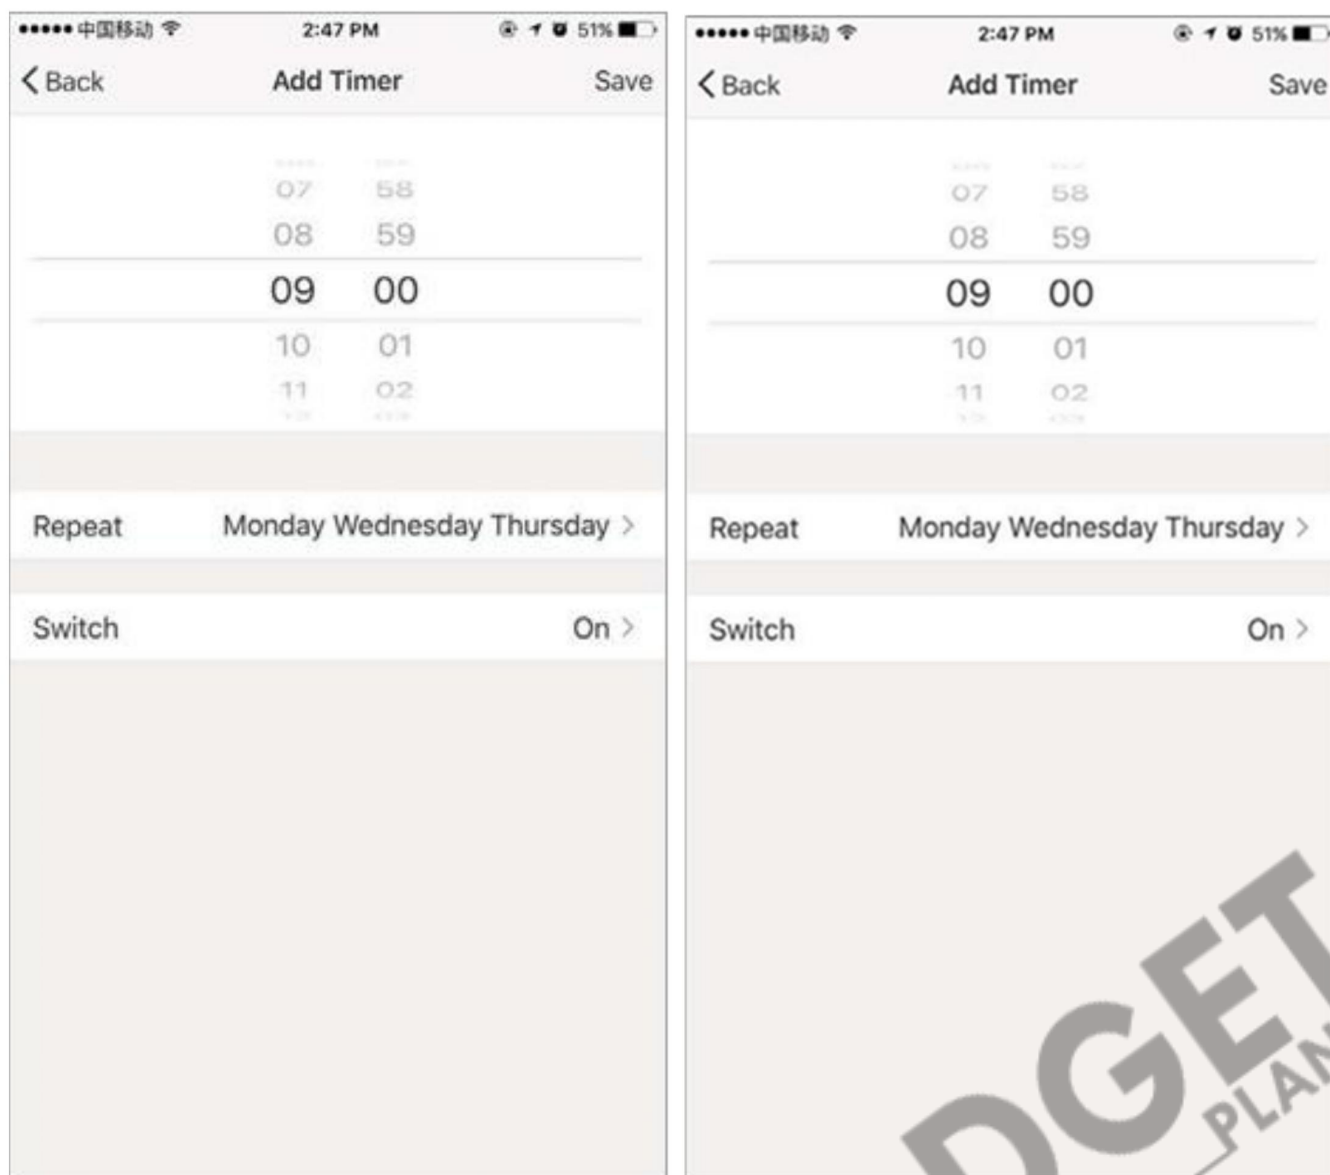 中国移动 2:47 PM 51%
Back Add Timer Save
07 58
08 59
09 00
10 01
11 02
Repeat Monday Wednesday Thursday
Switch On
中国移动 2:47 PM 51%
Back Add Timer Save
07 58
08 59
09 00
10 01
11 02
Repeat Monday Wednesday Thursday
Switch On
DGET
PLAN